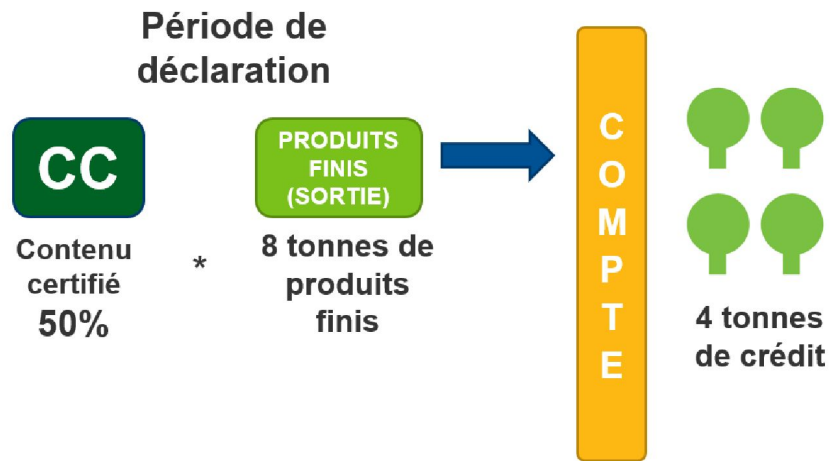 Période de
déclaration
CC
Contenu
certifié
50%
*
PRODUITS
FINIS
(SORTIE)
8 tonnes de
produits
finis
C
O
M
P
T
E
4 tonnes
de crédit